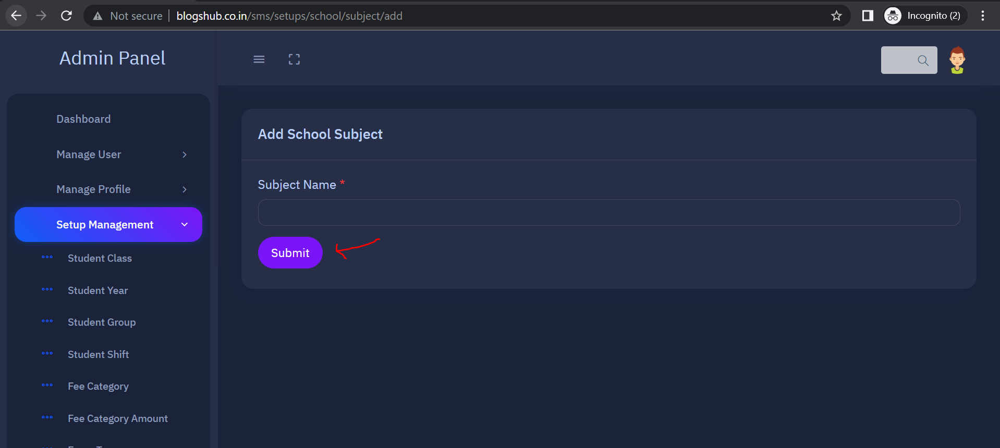 Not secure | blogshub.co.in/sms/setups/school/subject/add
Incognito (2)
Admin Panel
Dashboard
Manage User
Manage Profile
Setup Management
Student Class
Student Year
Student Group
Student Shift
Fee Category
Fee Category Amount
Add School Subject
Subject Name *
Submit